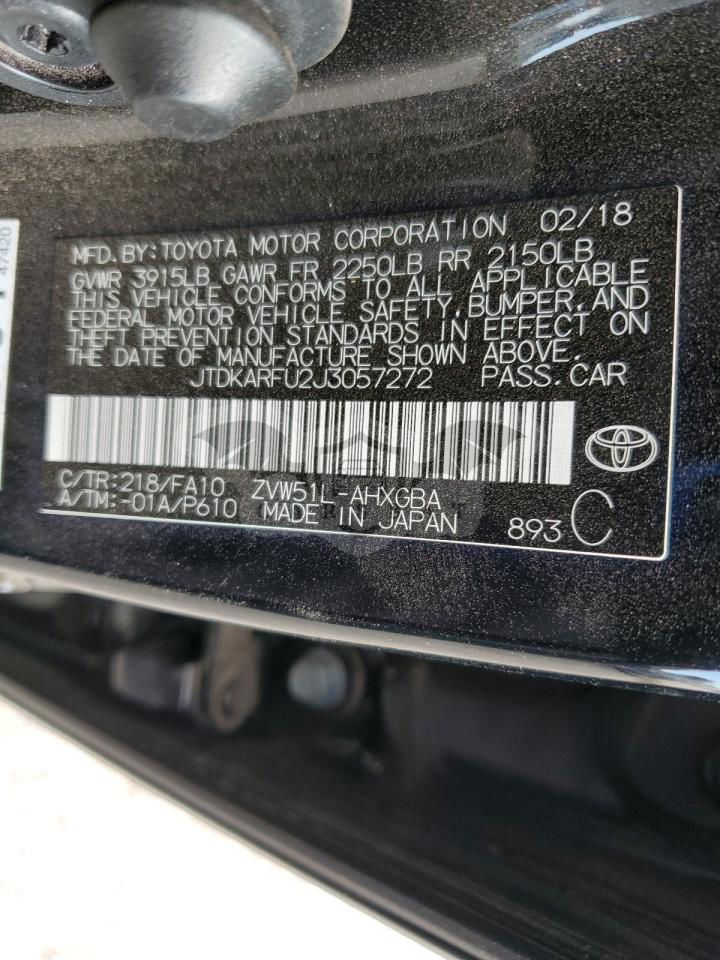 MFD.BY:TOYOTA MOTOR CORPORATION 02/18
GVWR 3915LB GAWR FR 2250LB RR 2150LB
THIS VEHICLE CONFORMS TO ALL APPLICABLE
FEDERAL MOTOR VEHICLE SAFETY,BUMPER,AND
THEFT PREVENTION STANDARDS IN EFFECT ON
THE DATE OF MANUFACTURE SHOWN ABOVE.
JTDKARFU2J3057272 PASS.CAR
C/TR:218/FA10 ZVW51L-AHXGBA
A/TM:-01A/P610 MADE IN JAPAN 893 C
47420